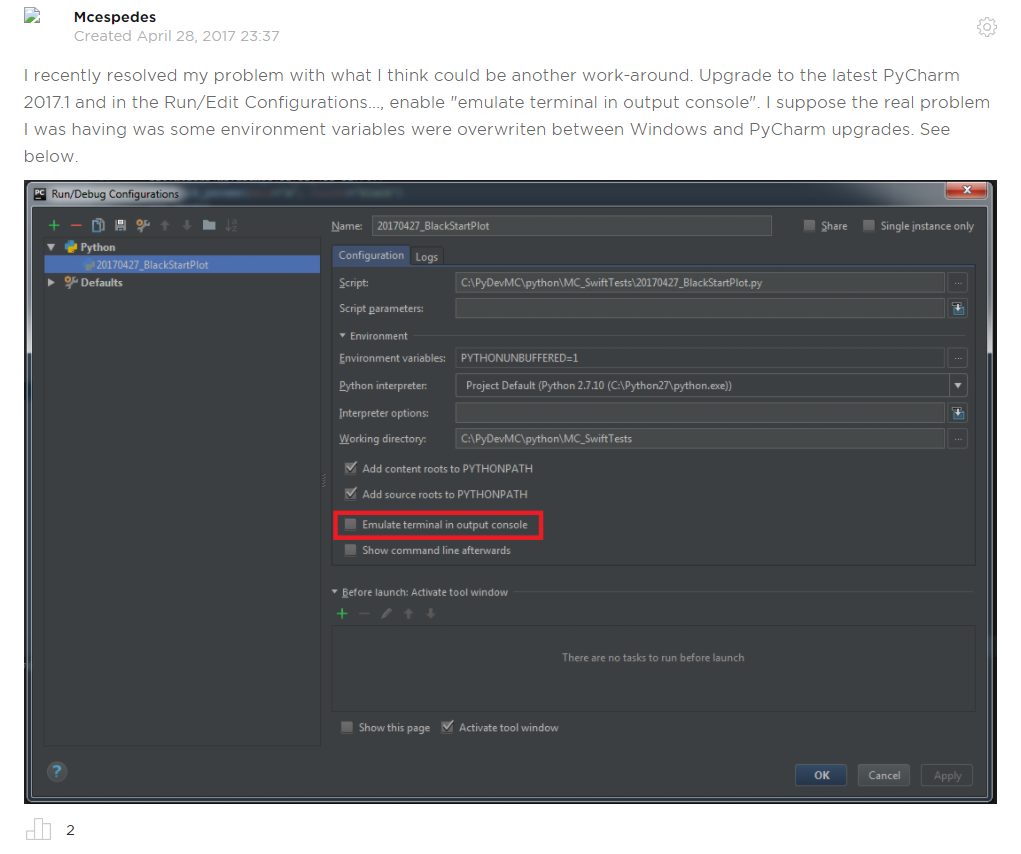 Mcespedes
Created April 28, 2017 23:37
I recently resolved my problem with what I think could be another work-around. Upgrade to the latest PyCharm
2017.1 and in the Run/Edit Configurations..., enable "emulate terminal in output console". I suppose the real problem
I was having was some environment variables were overwriten between Windows and PyCharm upgrades. See
below.
PC Run/Debug Configurations
Name: 20170427_BlackStartPlot Share Single instance only
Python
20170427_BlackStartPlot
Defaults
Configuration Logs
Script: C:\PyDevMC\python\MC_SwiftTests\20170427_BlackStartPlot.py ...
Script parameters:
Environment
Environment variables: PYTHONUNBUFFERED=1 ...
Python interpreter: Project Default (Python 2.7.10 (C:\Python27\python.exe))
Interpreter options:
Working directory: C:\PyDevMC\python\MC_SwiftTests ...
Add content roots to PYTHONPATH
Add source roots to PYTHONPATH
Emulate terminal in output console
Show command line afterwards
Before launch: Activate tool window
There are no tasks to run before launch
Show this page Activate tool window
? OK Cancel Apply
2